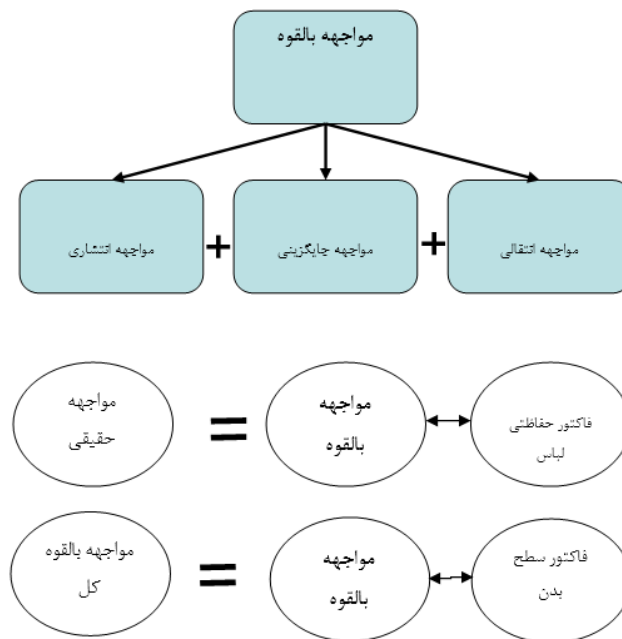 مواجهه بالقوه
مواجهه انتقالی
+
مواجهه جایگزینی
+
مواجهه انتشاری
مواجهه
حقیقی
=
مواجهه
بالقوه
فاکتور حفاظتی
لباس
مواجهه بالقوه
کل
=
مواجهه
بالقوه
فاکتور سطح
بدن